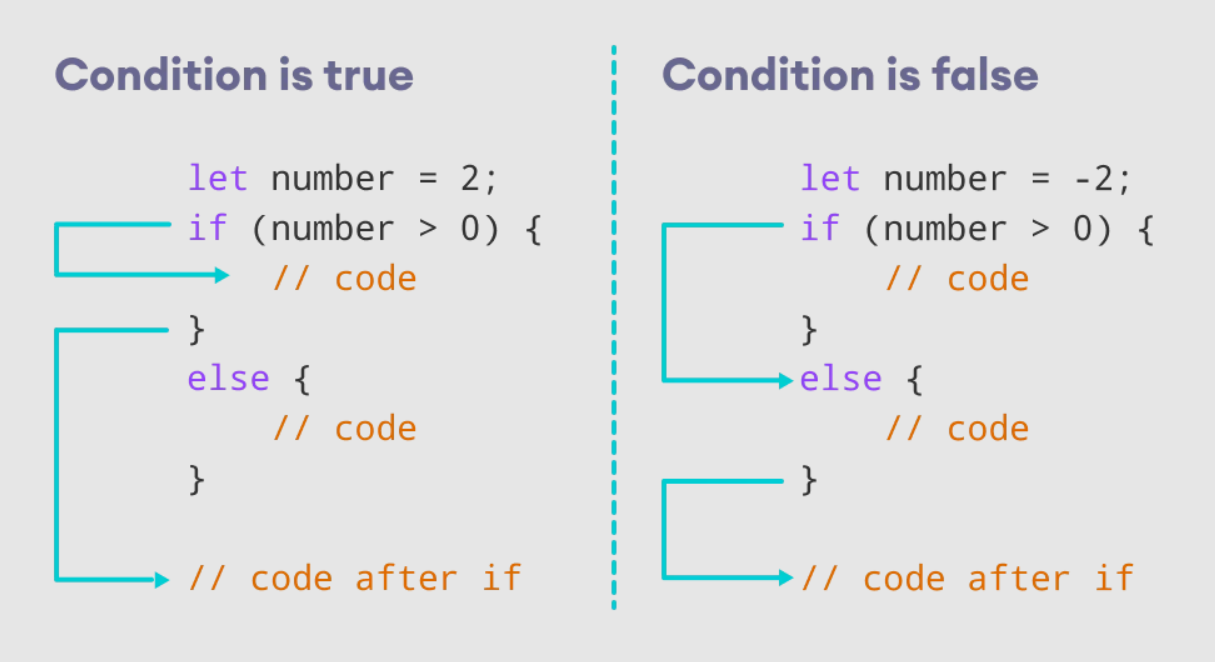 Condition is true
let number = 2;
if (number > 0) {
// code
}
else {
// code
}
// code after if
Condition is false
let number = -2;
if (number > 0) {
// code
}
else {
// code
}
// code after if